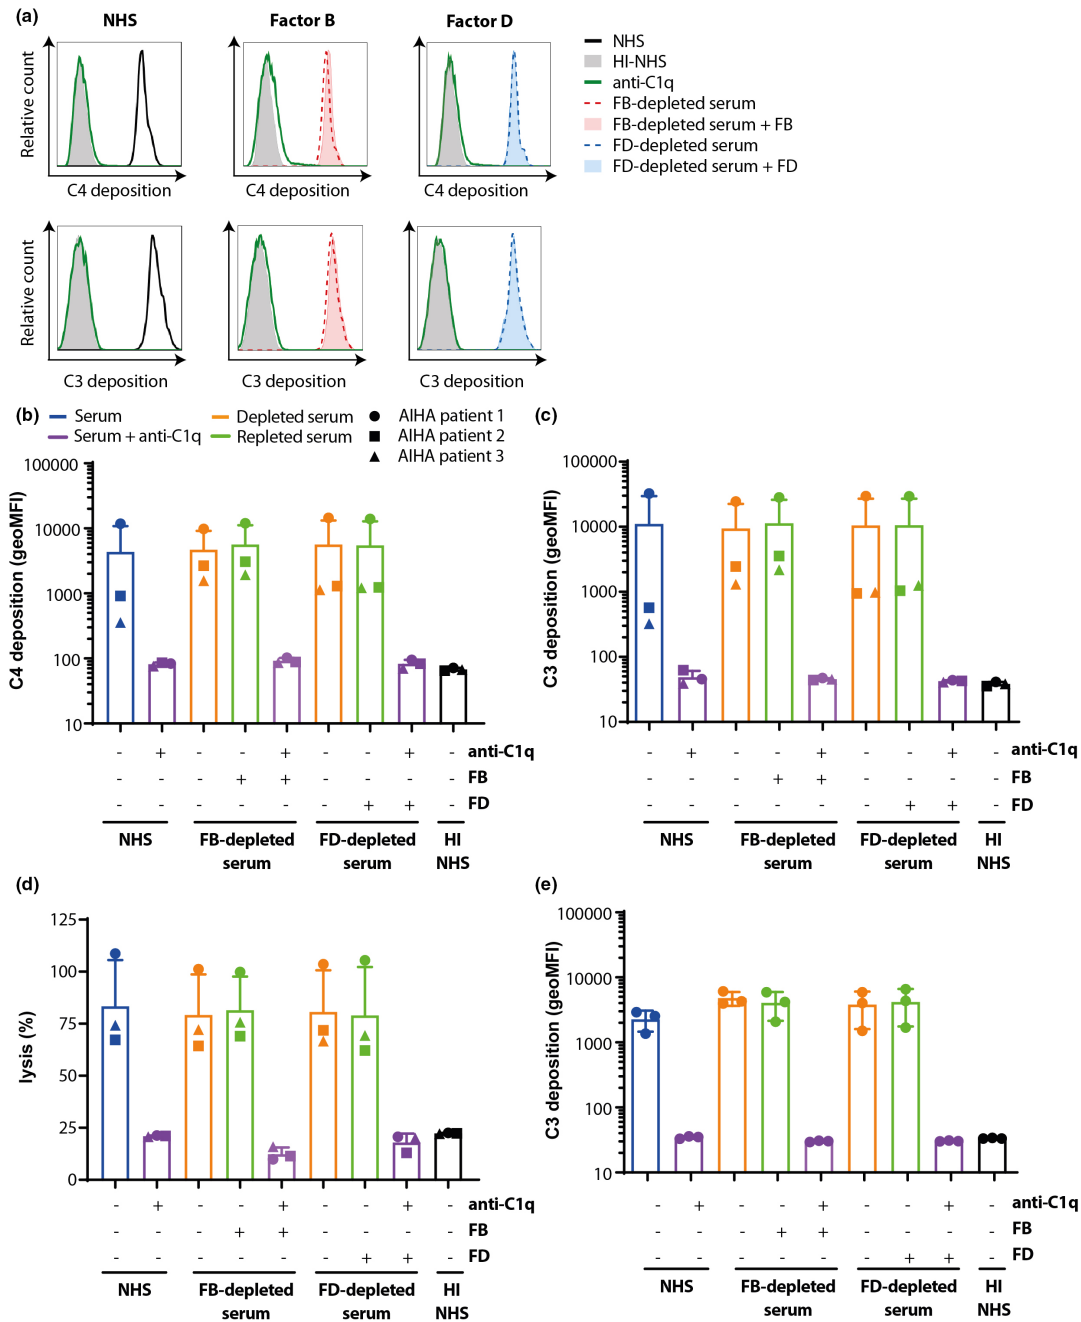 (a)
NHS
Factor B
Factor D
Relative count
C4 deposition
C4 deposition
C4 deposition
Relative count
C3 deposition
C3 deposition
C3 deposition
NHS
HI-NHS
anti-C1q
FB-depleted serum
FB-depleted serum + FB
FD-depleted serum
FD-depleted serum + FD
(b)
Serum
Serum + anti-C1q
Depleted serum
Repleted serum
AIHA patient 1
AIHA patient 2
AIHA patient 3
C4 deposition (geoMFI)
100000
10000
1000
100
10
- + - - + - - + - anti-C1q
- - - + + - - - - FB
- - - - - - + + - FD
NHS
FB-depleted serum
FD-depleted serum
HI NHS
(c)
C3 deposition (geoMFI)
100000
10000
1000
100
10
- + - - + - - + - anti-C1q
- - - + + - - - - FB
- - - - - - + + - FD
NHS
FB-depleted serum
FD-depleted serum
HI NHS
(d)
lysis (%)
125
100
75
50
25
0
- + - - + - - + - anti-C1q
- - - + + - - - - FB
- - - - - - + + - FD
NHS
FB-depleted serum
FD-depleted serum
HI NHS
(e)
C3 deposition (geoMFI)
100000
10000
1000
100
10
- + - - + - - + - anti-C1q
- - - + + - - - - FB
- - - - - - + + - FD
NHS
FB-depleted serum
FD-depleted serum
HI NHS